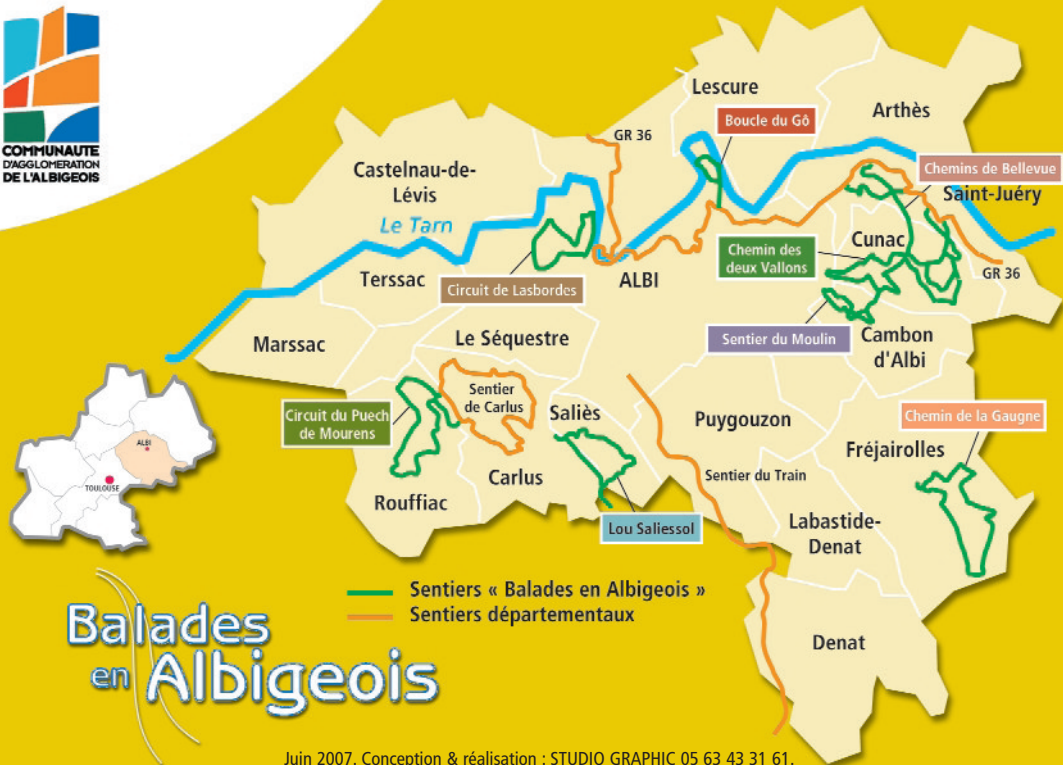 COMMUNAUTE
D'AGGLOMERATION
DE L'ALBIGEOIS
Lescure
Arthès
Boucle du Gô
GR 36
Castelnau-de-
Lévis
Chemins de Bellevue
Saint-Juéry
Le Tarn
Cunac
Chemin des
deux Vallons
GR 36
Terssac
Circuit de Lasbordes
ALBI
Marssac
Le Séquestre
Sentier du Moulin
Cambon
d'Albi
Sentier
de Carlus
Circuit du Puech
de Mourens
Saliès
Puygouzon
Chemin de la Gaugne
Fréjairolles
ALBI
TOULOUSE
Rouffiac
Carlus
Sentier du Train
Lou Saliessol
Labastide-
Denat
Sentiers « Balades en Albigeois »
Sentiers départementaux
Denat
Balades
en Albigeois
Juin 2007. Conception & réalisation : STUDIO GRAPHIC 05 63 43 31 61.